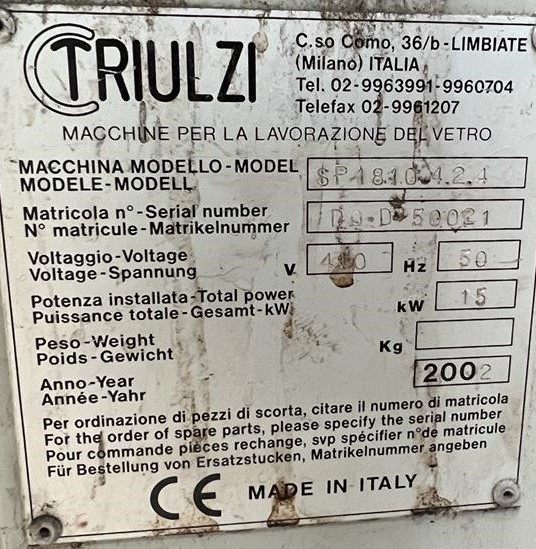 TRIULZI
C.so Como, 36/b - LIMBIATE
(Milano) ITALIA
Tel. 02-9963991-9960704
Telefax 02-9961207
MACCHINE PER LA LAVORAZIONE DEL VETRO
MACCHINA MODELLO - MODEL
MODELE - MODELL
Matricola n° - Serial number
N° matricule - Matrikelnummer
Voltaggio - Voltage
Voltage - Spannung
V Hz 50
Potenza installata - Total power
Puissance totale - Gesamt-kW
kW 15
Peso - Weight
Poids - Gewicht
Kg
Anno - Year
Année - Yahr
2002
Per ordinazione di pezzi di scorta, citare il numero di matricola
For the order of spare parts, please specify the serial number
Pour commande pièces rechange, svp spécifier n° de matricule
Für Bestellung von Ersatzstucken, Matrikelnummer angeben
CE MADE IN ITALY